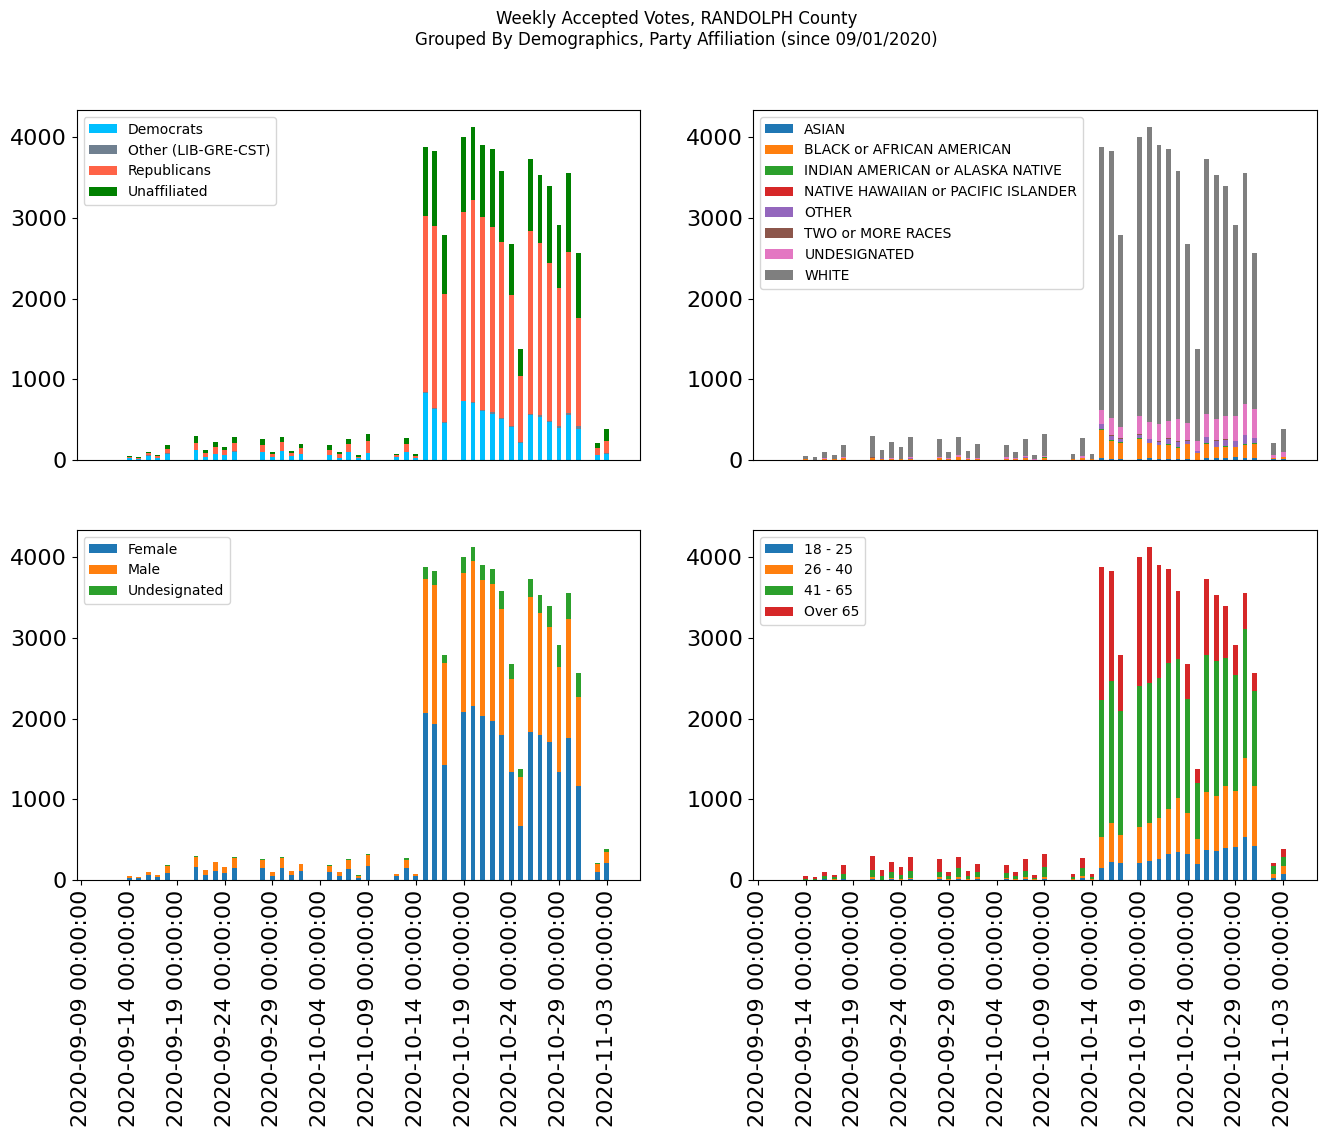 Weekly Accepted Votes, RANDOLPH County
Grouped By Demographics, Party Affiliation (since 09/01/2020)
4000
3000
2000
1000
0
Democrats
Other (LIB-GRE-CST)
Republicans
Unaffiliated
4000
3000
2000
1000
0
ASIAN
BLACK or AFRICAN AMERICAN
INDIAN AMERICAN or ALASKA NATIVE
NATIVE HAWAIIAN or PACIFIC ISLANDER
OTHER
TWO or MORE RACES
UNDESIGNATED
WHITE
4000
3000
2000
1000
0
Female
Male
Undesignated
2020-09-09 00:00:00
2020-09-14 00:00:00
2020-09-19 00:00:00
2020-09-24 00:00:00
2020-09-29 00:00:00
2020-10-04 00:00:00
2020-10-09 00:00:00
2020-10-14 00:00:00
2020-10-19 00:00:00
2020-10-24 00:00:00
2020-10-29 00:00:00
2020-11-03 00:00:00
4000
3000
2000
1000
0
18 - 25
26 - 40
41 - 65
Over 65
2020-09-09 00:00:00
2020-09-14 00:00:00
2020-09-19 00:00:00
2020-09-24 00:00:00
2020-09-29 00:00:00
2020-10-04 00:00:00
2020-10-09 00:00:00
2020-10-14 00:00:00
2020-10-19 00:00:00
2020-10-24 00:00:00
2020-10-29 00:00:00
2020-11-03 00:00:00